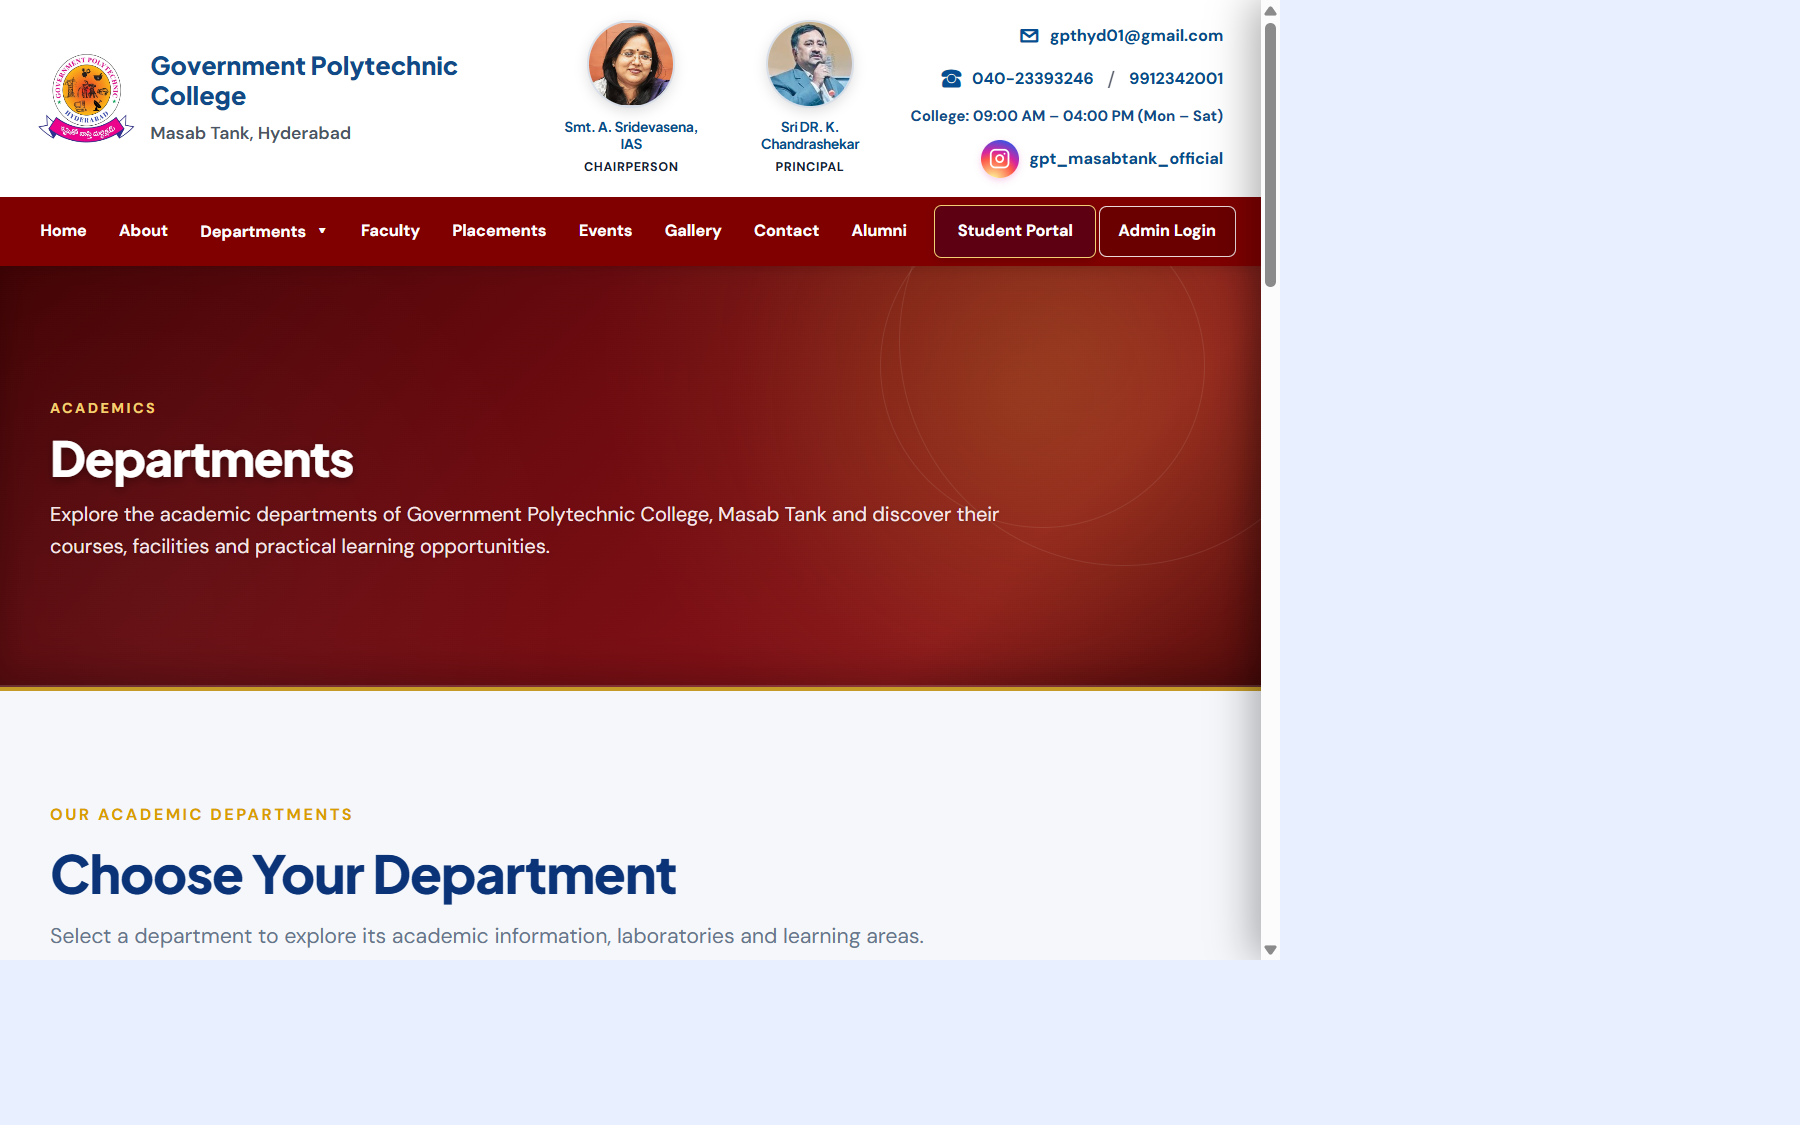 GOVERNMENT POLYTECHNIC
HYDERABAD
Government Polytechnic
College
Masab Tank, Hyderabad
Smt. A. Sridevasena,
IAS
CHAIRPERSON
Sri DR. K.
Chandrashekar
PRINCIPAL
gpthyd01@gmail.com
040-23393246 / 9912342001
College: 09:00 AM – 04:00 PM (Mon – Sat)
gpt_masabtank_official
Home About Departments ▼ Faculty Placements Events Gallery Contact Alumni Student Portal Admin Login
ACADEMICS
Departments
Explore the academic departments of Government Polytechnic College, Masab Tank and discover their
courses, facilities and practical learning opportunities.
OUR ACADEMIC DEPARTMENTS
Choose Your Department
Select a department to explore its academic information, laboratories and learning areas.